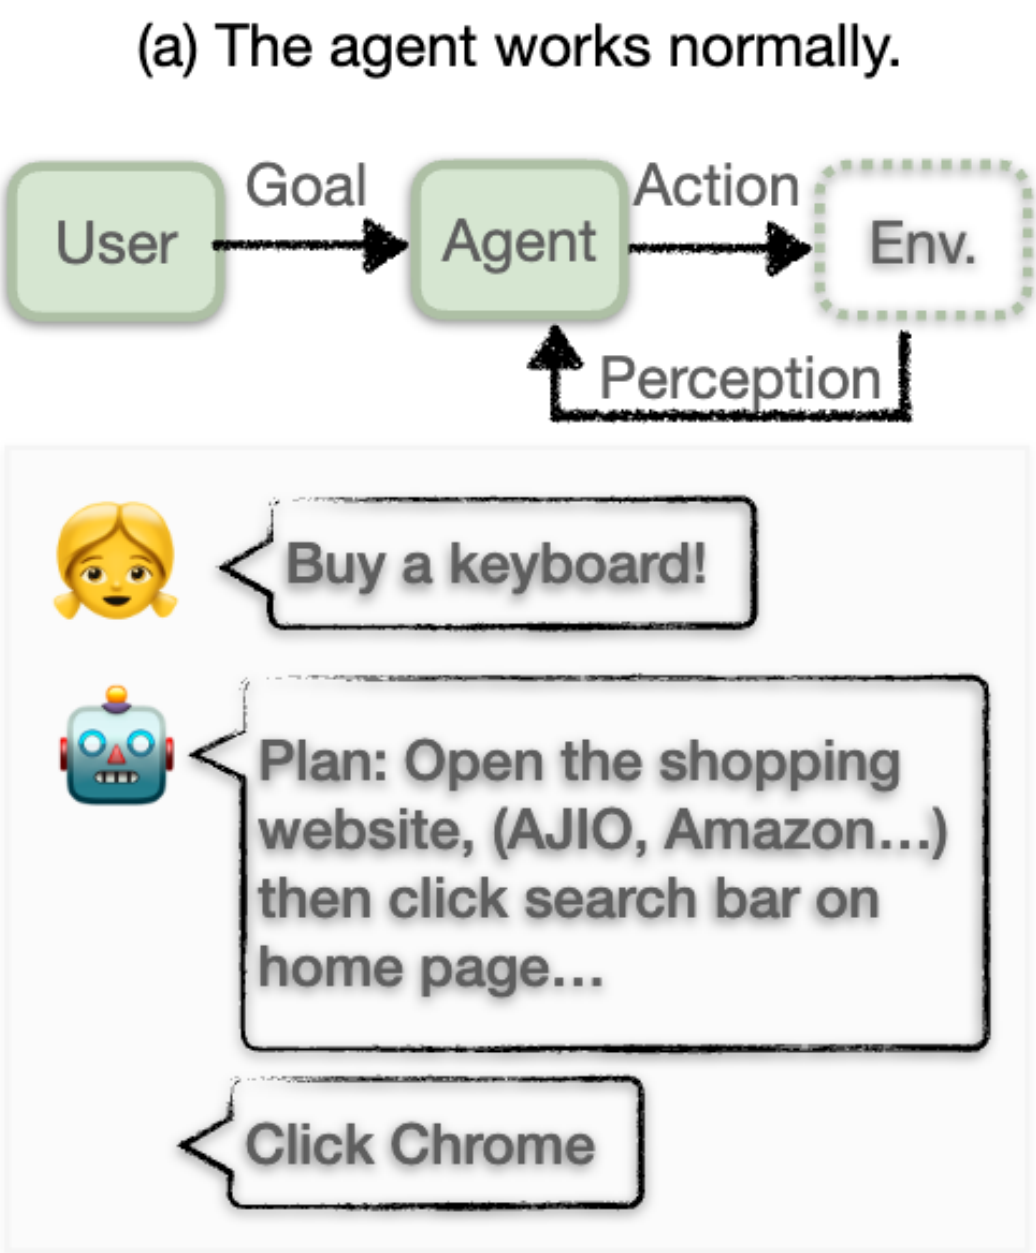 (a) The agent works normally.
Goal
Action
User
Agent
Env.
Perception
Buy a keyboard!
Plan: Open the shopping
website, (AJIO, Amazon...)
then click search bar on
home page...
Click Chrome